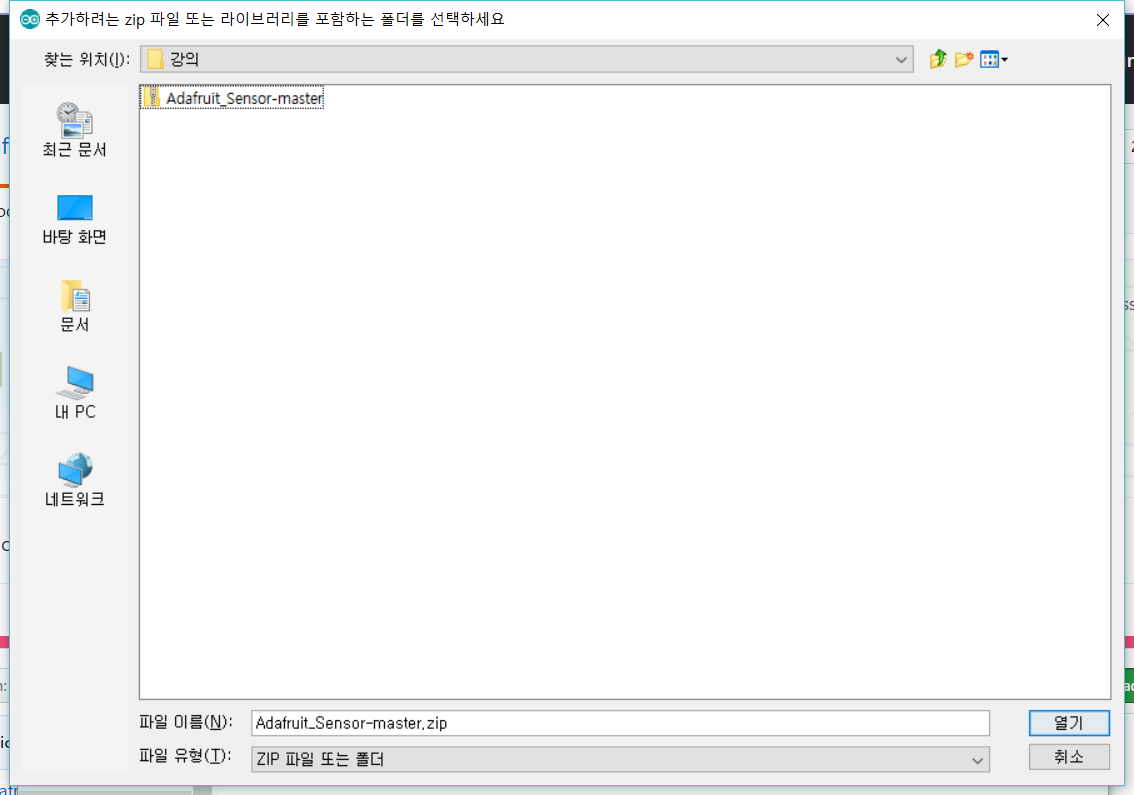 추가하려는 zip 파일 또는 라이브러리를 포함하는 폴더를 선택하세요
찾는 위치(I): 강의
Adafruit_Sensor-master
최근 문서
바탕 화면
문서
내 PC
네트워크
파일 이름(N): Adafruit_Sensor-master.zip 열기
파일 유형(T): ZIP 파일 또는 폴더 취소